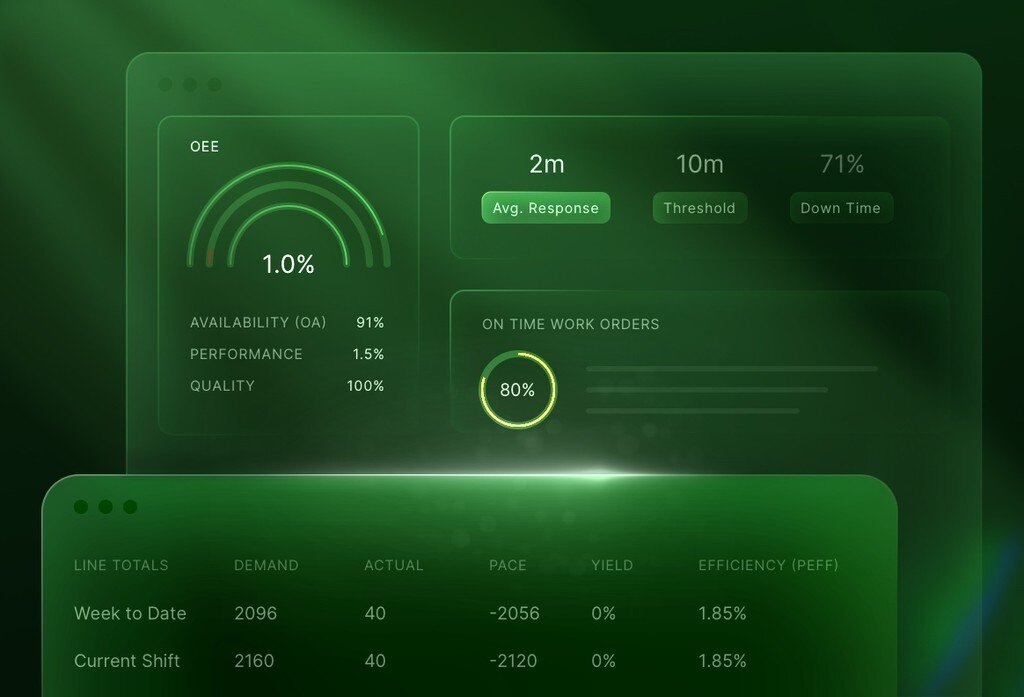 OEE
1.0%
AVAILABILITY (OA) 91%
PERFORMANCE 1.5%
QUALITY 100%
2m 10m 71%
Avg. Response Threshold Down Time
ON TIME WORK ORDERS
80%
LINE TOTALS DEMAND ACTUAL PACE YIELD EFFICIENCY (PEFF)
Week to Date 2096 40 -2056 0% 1.85%
Current Shift 2160 40 -2120 0% 1.85%